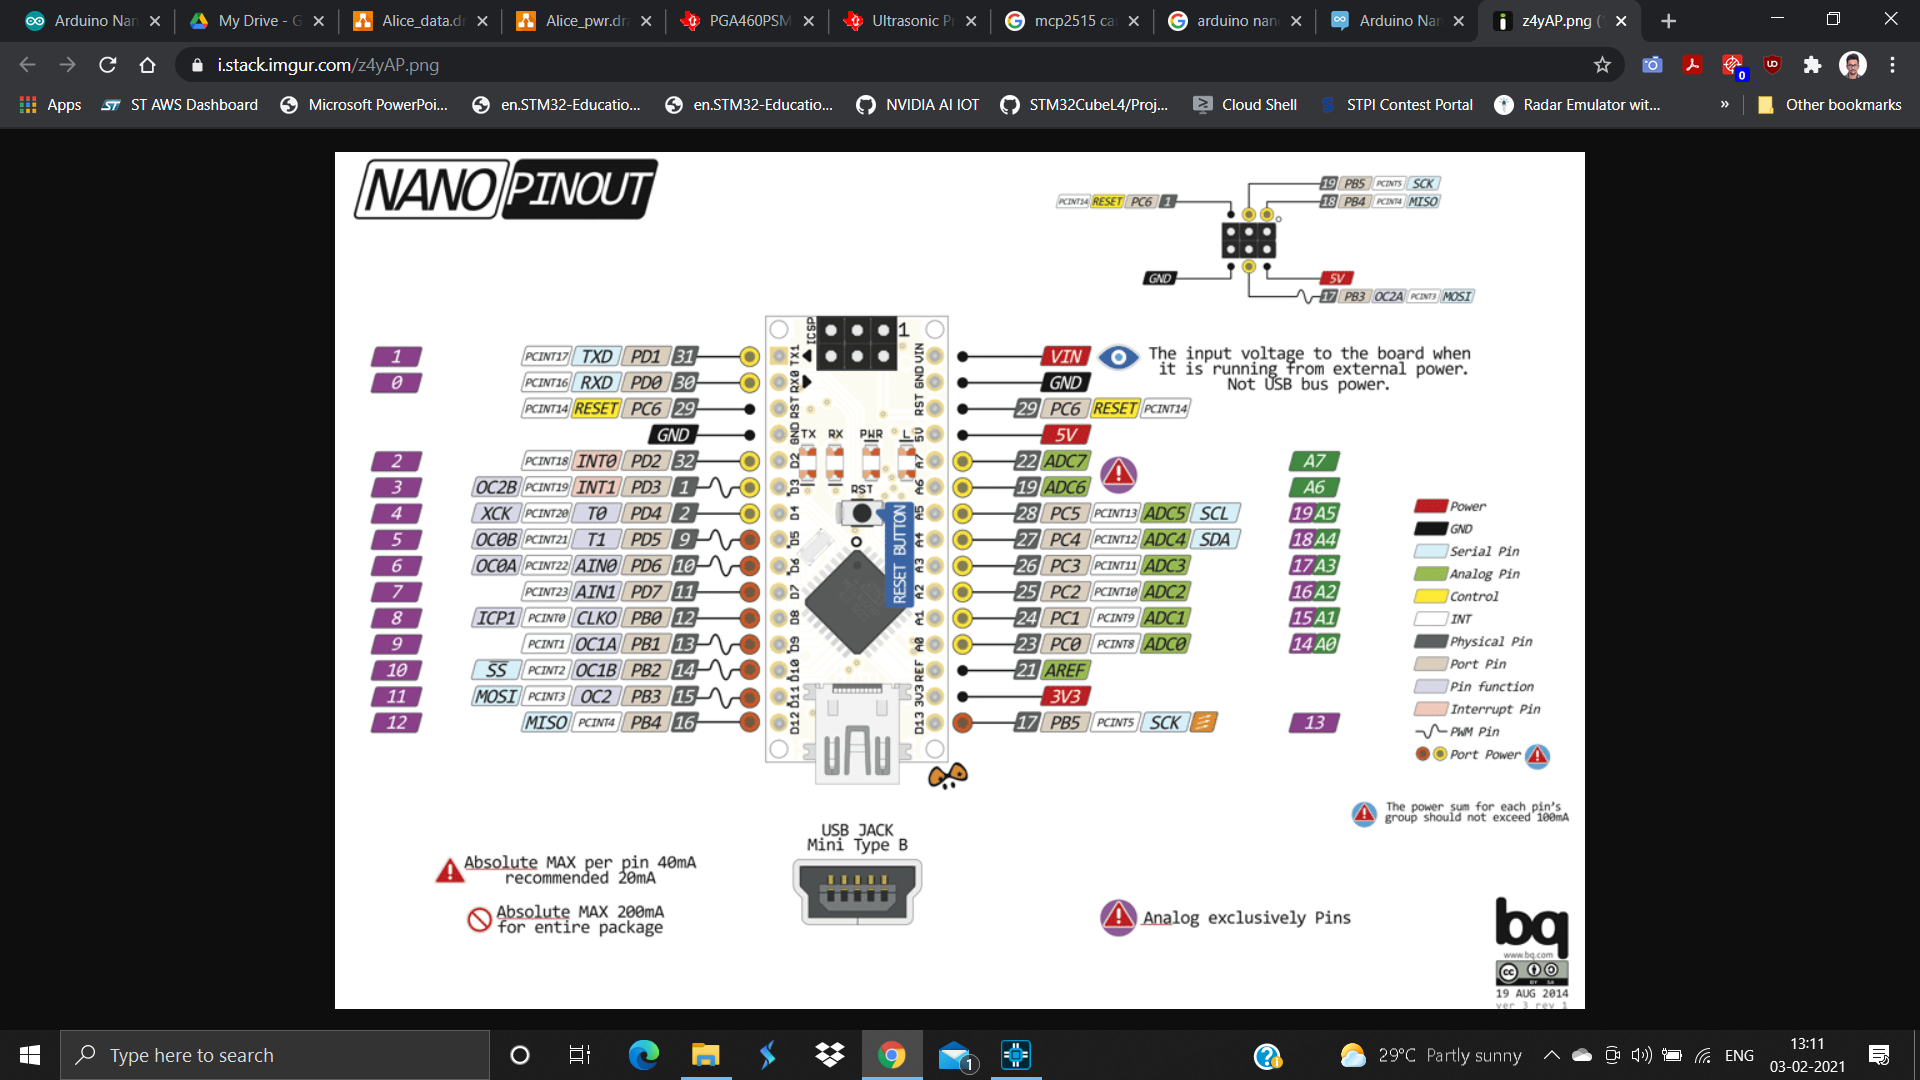 Arduino Nan
My Drive - G
Alice_data.dr
Alice_pwr.dra
PGA460PSM
Ultrasonic Pr
mcp2515 ca
arduino nan
Arduino Nan
z4yAP.png (
i.stack.imgur.com/z4yAP.png
0
Apps
ST AWS Dashboard
Microsoft PowerPoi...
en.STM32-Educatio...
en.STM32-Educatio...
NVIDIA AI IOT
STM32CubeL4/Proj...
Cloud Shell
STPI Contest Portal
Radar Emulator wit...
»
Other bookmarks
NANO PINOUT
19 PB5 PCINT5 SCK
PCINT14 RESET PC6 1
18 PB4 PCINT4 MISO
GND
5V
17 PB3 OC2A PCINT3 MOSI
ICSP
1
1 PCINT17 TXD PD1 31
0 PCINT16 RXD PD0 30
PCINT14 RESET PC6 29
GND
2 PCINT18 INT0 PD2 32
3 OC2B PCINT19 INT1 PD3 1
4 XCK PCINT20 T0 PD4 2
5 OC0B PCINT21 T1 PD5 9
6 OC0A PCINT22 AIN0 PD6 10
7 PCINT23 AIN1 PD7 11
8 ICP1 PCINT0 CLKO PB0 12
9 PCINT1 OC1A PB1 13
10 SS PCINT2 OC1B PB2 14
11 MOSI PCINT3 OC2 PB3 15
12 MISO PCINT4 PB4 16
TX1
RX0
RST
GND
D2
D3
D4
D5
D6
D7
D8
D9
D10
D11
D12
TX RX PWR L
RST
RESET BUTTON
VIN
GND
RST
5V
A7
A6
A5
A4
A3
A2
A1
A0
REF
3V3
D13
VIN
The input voltage to the board when
it is running from external power.
Not USB bus power.
GND
29 PC6 RESET PCINT14
5V
22 ADC7 A7
19 ADC6 A6
28 PC5 PCINT13 ADC5 SCL 19 A5
27 PC4 PCINT12 ADC4 SDA 18 A4
26 PC3 PCINT11 ADC3 17 A3
25 PC2 PCINT10 ADC2 16 A2
24 PC1 PCINT9 ADC1 15 A1
23 PC0 PCINT8 ADC0 14 A0
21 AREF
3V3
17 PB5 PCINT5 SCK 13
Power
GND
Serial Pin
Analog Pin
Control
INT
Physical Pin
Port Pin
Pin function
Interrupt Pin
PWM Pin
Port Power
The power sum for each pin's
group should not exceed 100mA
USB JACK
Mini Type B
Absolute MAX per pin 40mA
recommended 20mA
Absolute MAX 200mA
for entire package
Analog exclusively Pins
bq
www.bq.com
cc
BY SA
19 AUG 2014
ver 3 rev 1
Type here to search
1
29°C Partly sunny
ENG
13:11
03-02-2021